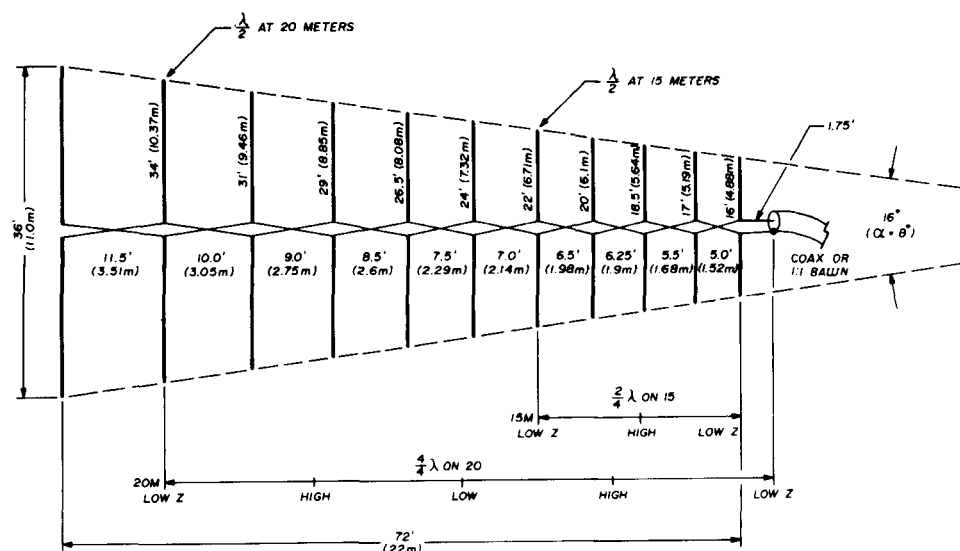 λ/2 AT 20 METERS
λ/2 AT 15 METERS
1.75'
36'
(11.0m)
34' (10.37m)
31' (9.46m)
29' (8.85m)
26.5' (8.08m)
24' (7.32m)
22' (6.71m)
20' (6.1m)
18.5' (5.64m)
17' (5.19m)
16' (4.88m)
16°
(α = 8°)
COAX OR
1:1 BALUN
11.5'
(3.51m)
10.0'
(3.05m)
9.0'
(2.75m)
8.5'
(2.6m)
7.5'
(2.29m)
7.0'
(2.14m)
6.5'
(1.98m)
6.25'
(1.9m)
5.5'
(1.68m)
5.0'
(1.52m)
2/4 λ ON 15
15M
LOW Z
HIGH
LOW Z
4/4 λ ON 20
20M
LOW Z
HIGH
LOW
HIGH
LOW Z
72'
(22m)